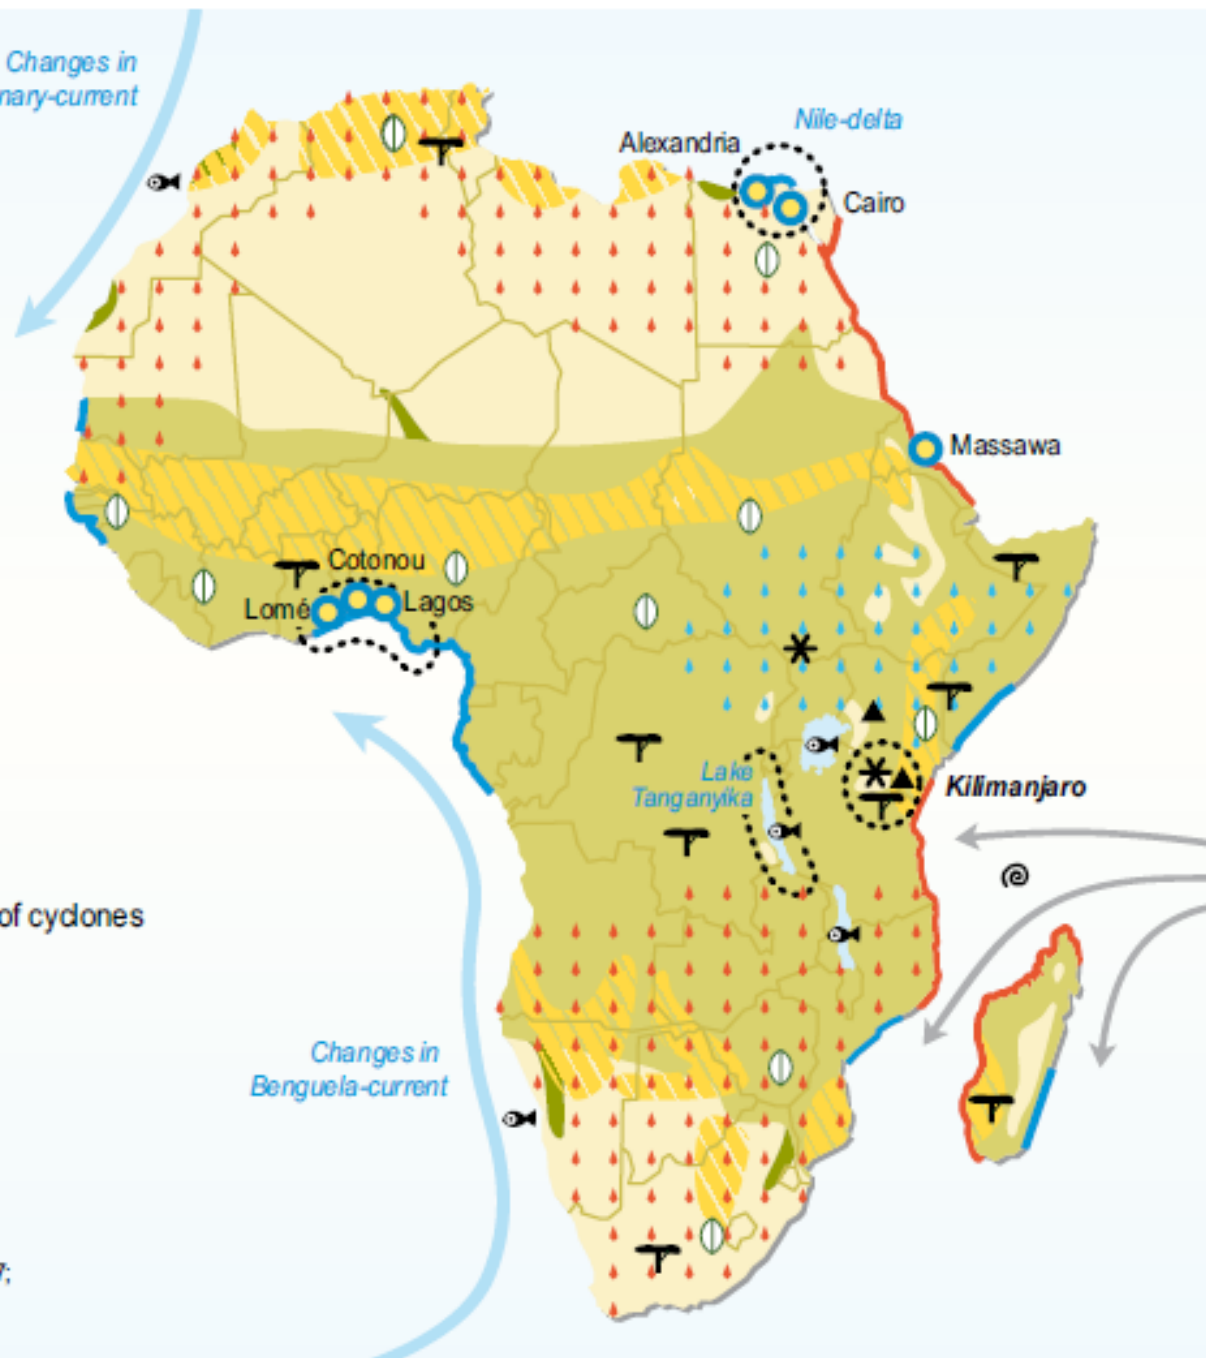 Changes in
nary-current
Nile-delta
Alexandria
Cairo
Massawa
Cotonou
Lomé
Lagos
Lake
Tanganyika
Kilimanjaro
of cyclones
Changes in
Benguela-current
7;